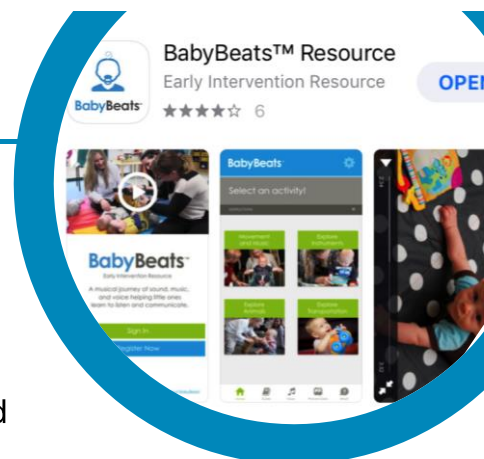 BabyBeats™ Resource
Early Intervention Resource
OPEN
6
BabyBeats
BabyBeats
Early Intervention Resource
A musical journey of sound, music,
and voice helping little ones
learn to listen and communicate.
Sign In
Register Now
BabyBeats
Select an activity!
Movement
and Music
Explore
Instruments
Explore
Animals
Explore
Transportation
d